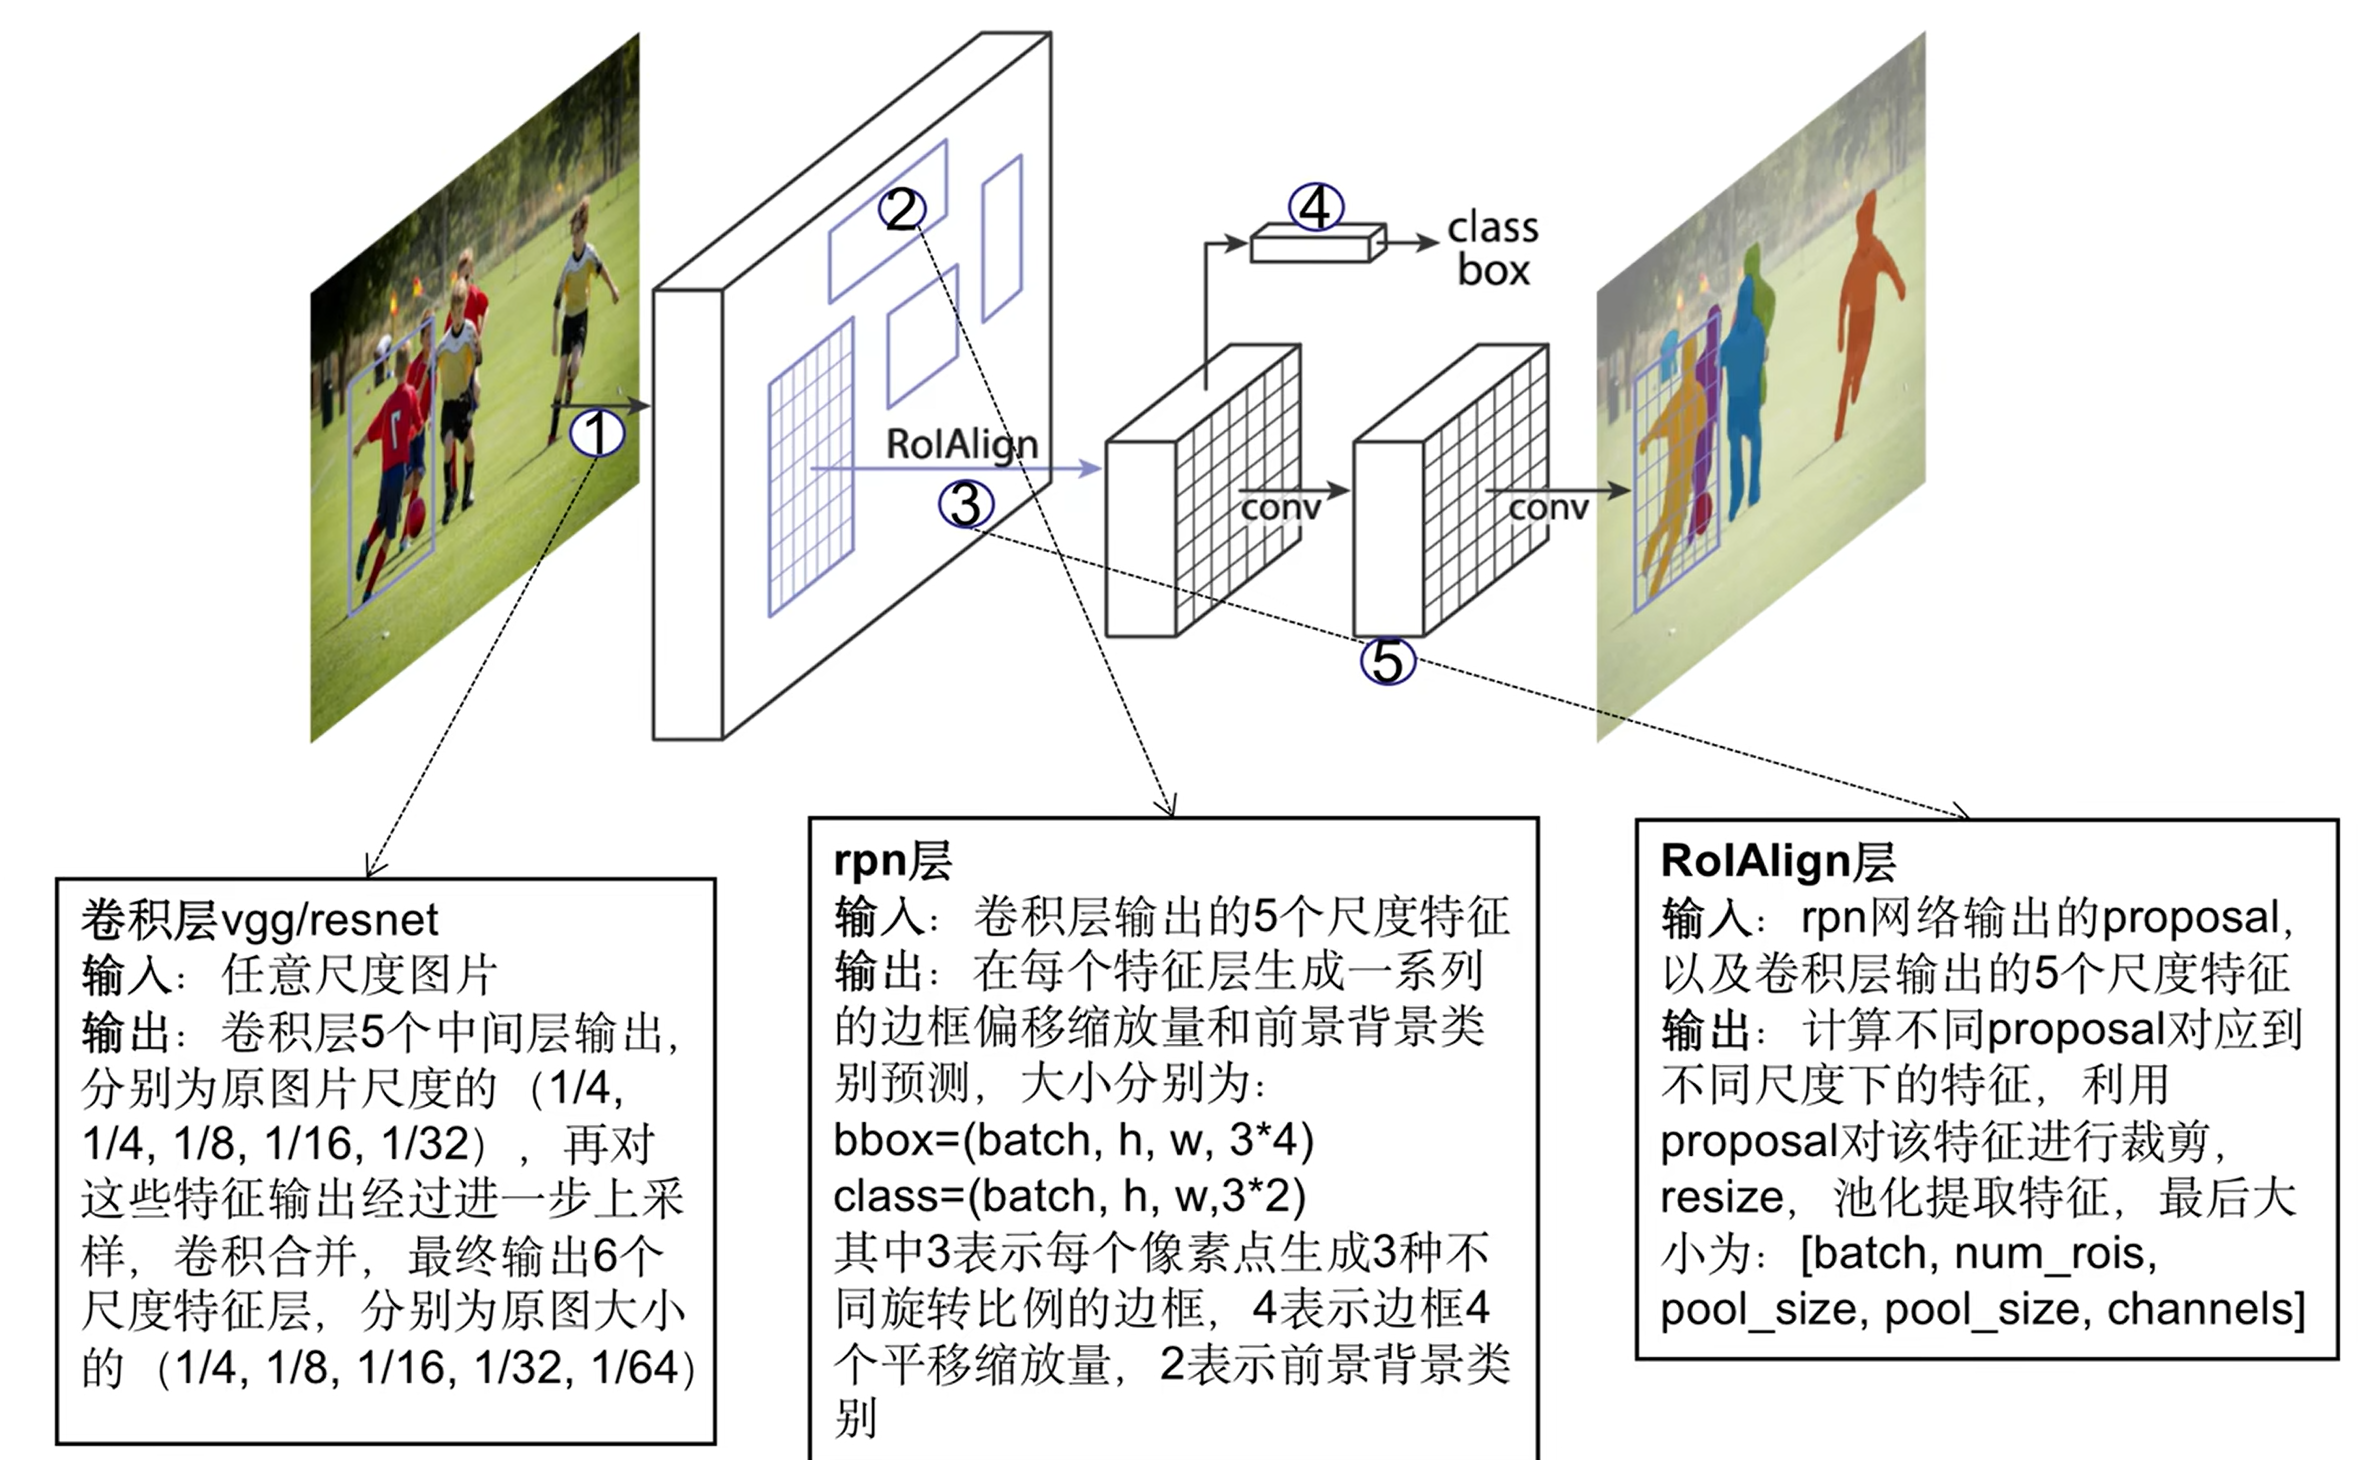 ①
②
③
④
⑤
RoIAlign
class
box
conv
conv
卷积层vgg/resnet
输入：任意尺度图片
输出：卷积层5个中间层输出，
分别为原图片尺度的（1/4,
1/4, 1/8, 1/16, 1/32），再对
这些特征输出经过进一步上采
样，卷积合并，最终输出6个
尺度特征层，分别为原图大小
的（1/4, 1/8, 1/16, 1/32, 1/64）
rpn层
输入：卷积层输出的5个尺度特征
输出：在每个特征层生成一系列
的边框偏移缩放量和前景背景类
别预测，大小分别为：
bbox=(batch, h, w, 3*4)
class=(batch, h, w,3*2)
其中3表示每个像素点生成3种不
同旋转比例的边框，4表示边框4
个平移缩放量，2表示前景背景类
别
RoIAlign层
输入：rpn网络输出的proposal，
以及卷积层输出的5个尺度特征
输出：计算不同proposal对应到
不同尺度下的特征，利用
proposal对该特征进行裁剪，
resize，池化提取特征，最后大
小为：[batch, num_rois,
pool_size, pool_size, channels]